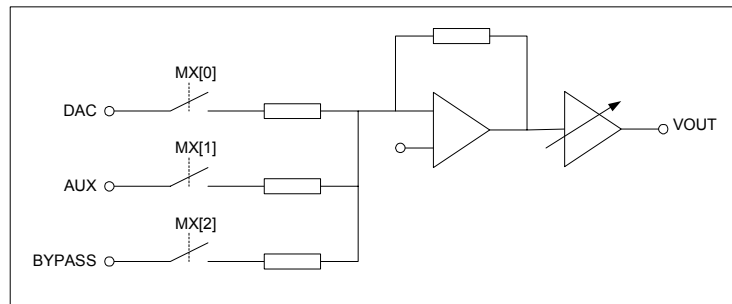 MX[0]
DAC
VOUT
MX[1]
AUX
MX[2]
BYPASS